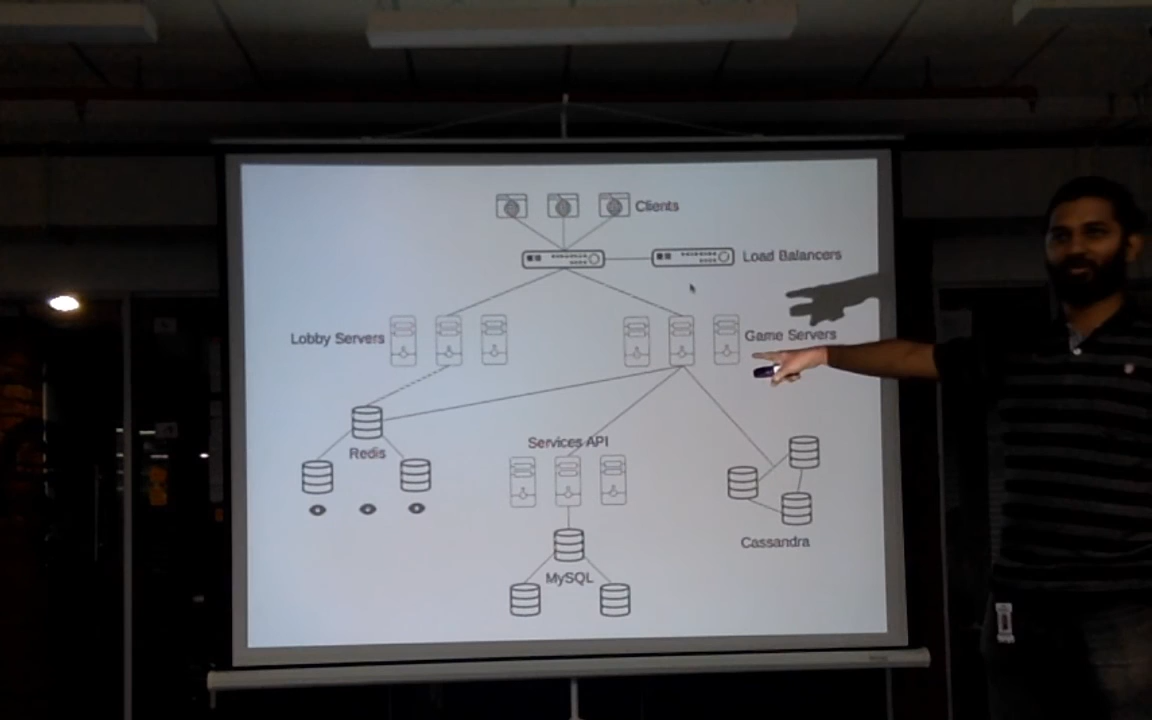 Clients
Load Balancers
Lobby Servers
Game Servers
Services API
Redis
Cassandra
MySQL